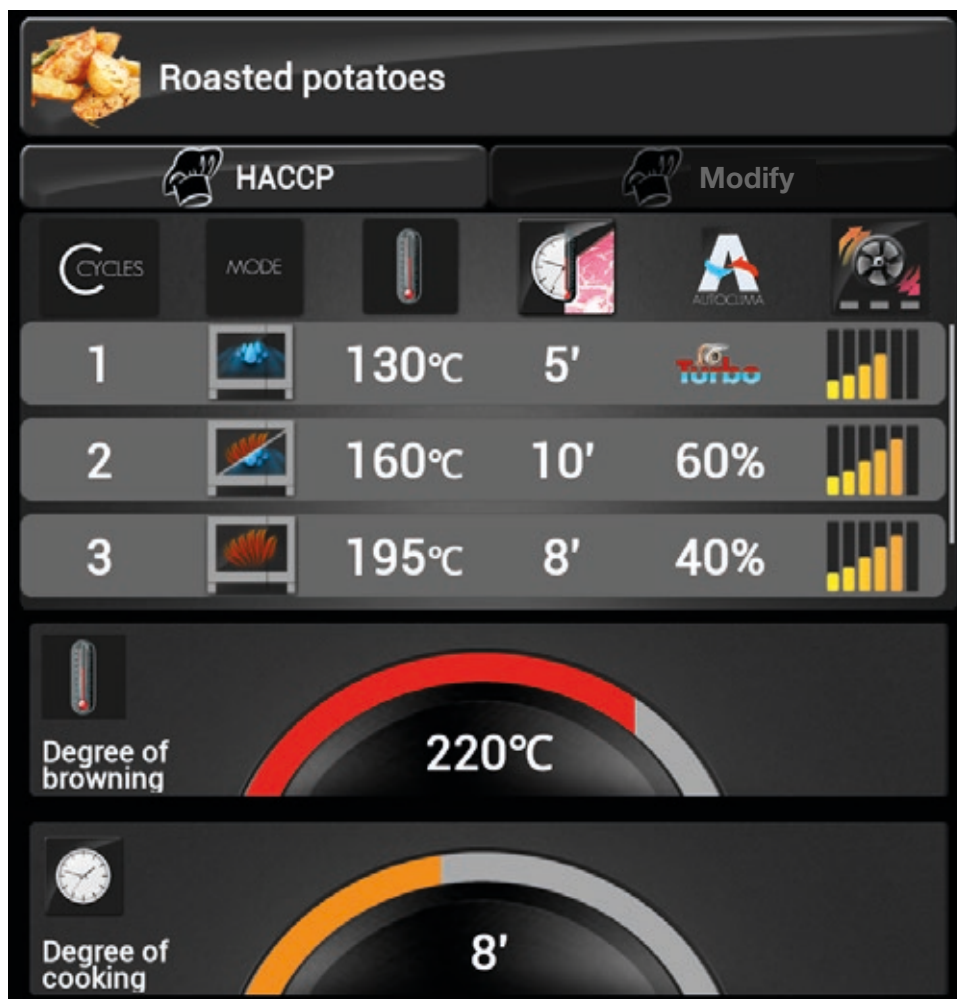 Roasted potatoes
HACCP Modify
CYCLES MODE AUTOCLIMA
1 130°C 5' Turbo
2 160°C 10' 60%
3 195°C 8' 40%
Degree of
browning
220°C
Degree of
cooking
8'